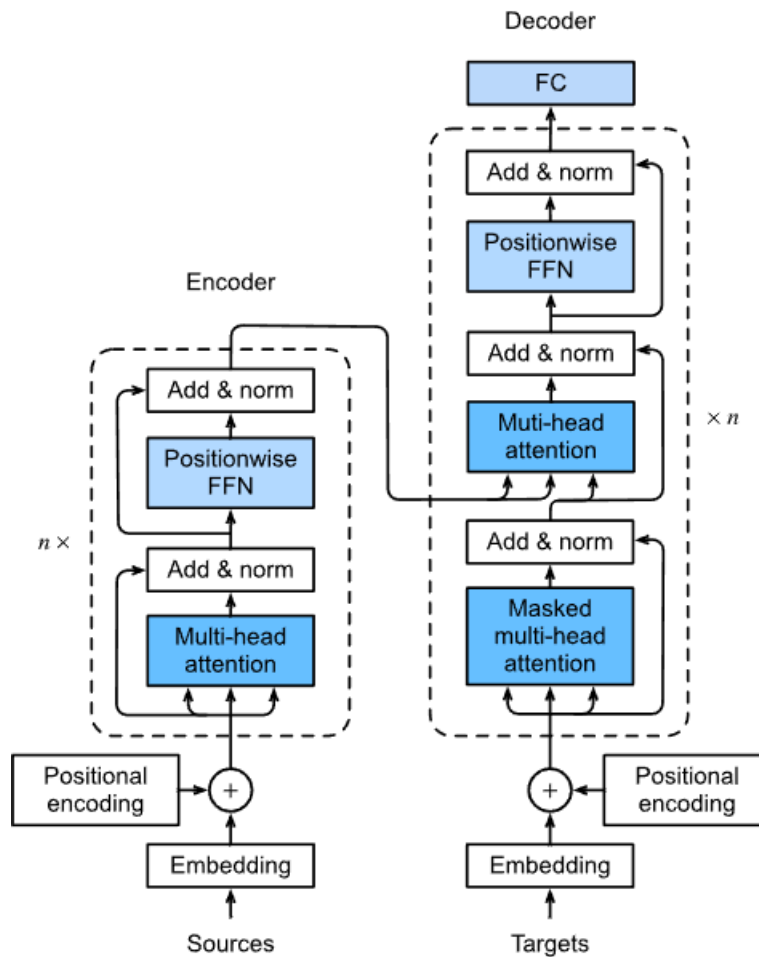 Decoder
FC
Add & norm
Positionwise
FFN
Encoder
Add & norm
Add & norm
Muti-head
attention
× n
Positionwise
FFN
n ×
Add & norm
Add & norm
Multi-head
attention
Masked
multi-head
attention
Positional
encoding
+
+
Positional
encoding
Embedding
Embedding
Sources
Targets